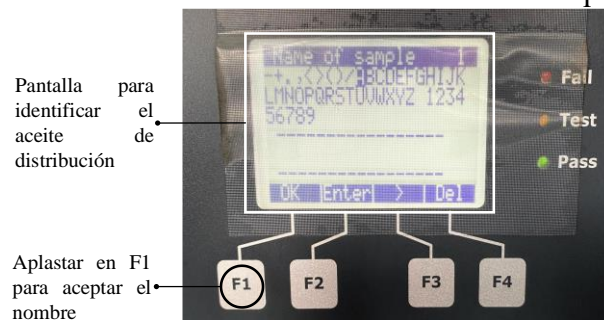 Pantalla para
identificar el
aceite de
distribución
Name of sample 1
-+.,;<>()/ABCDEFGHIJK
LMNOPQRSTUVWXYZ 1234
56789
OK Enter > Del
Fail
Test
Pass
Aplastar en F1
para aceptar el
nombre
F1 F2 F3 F4